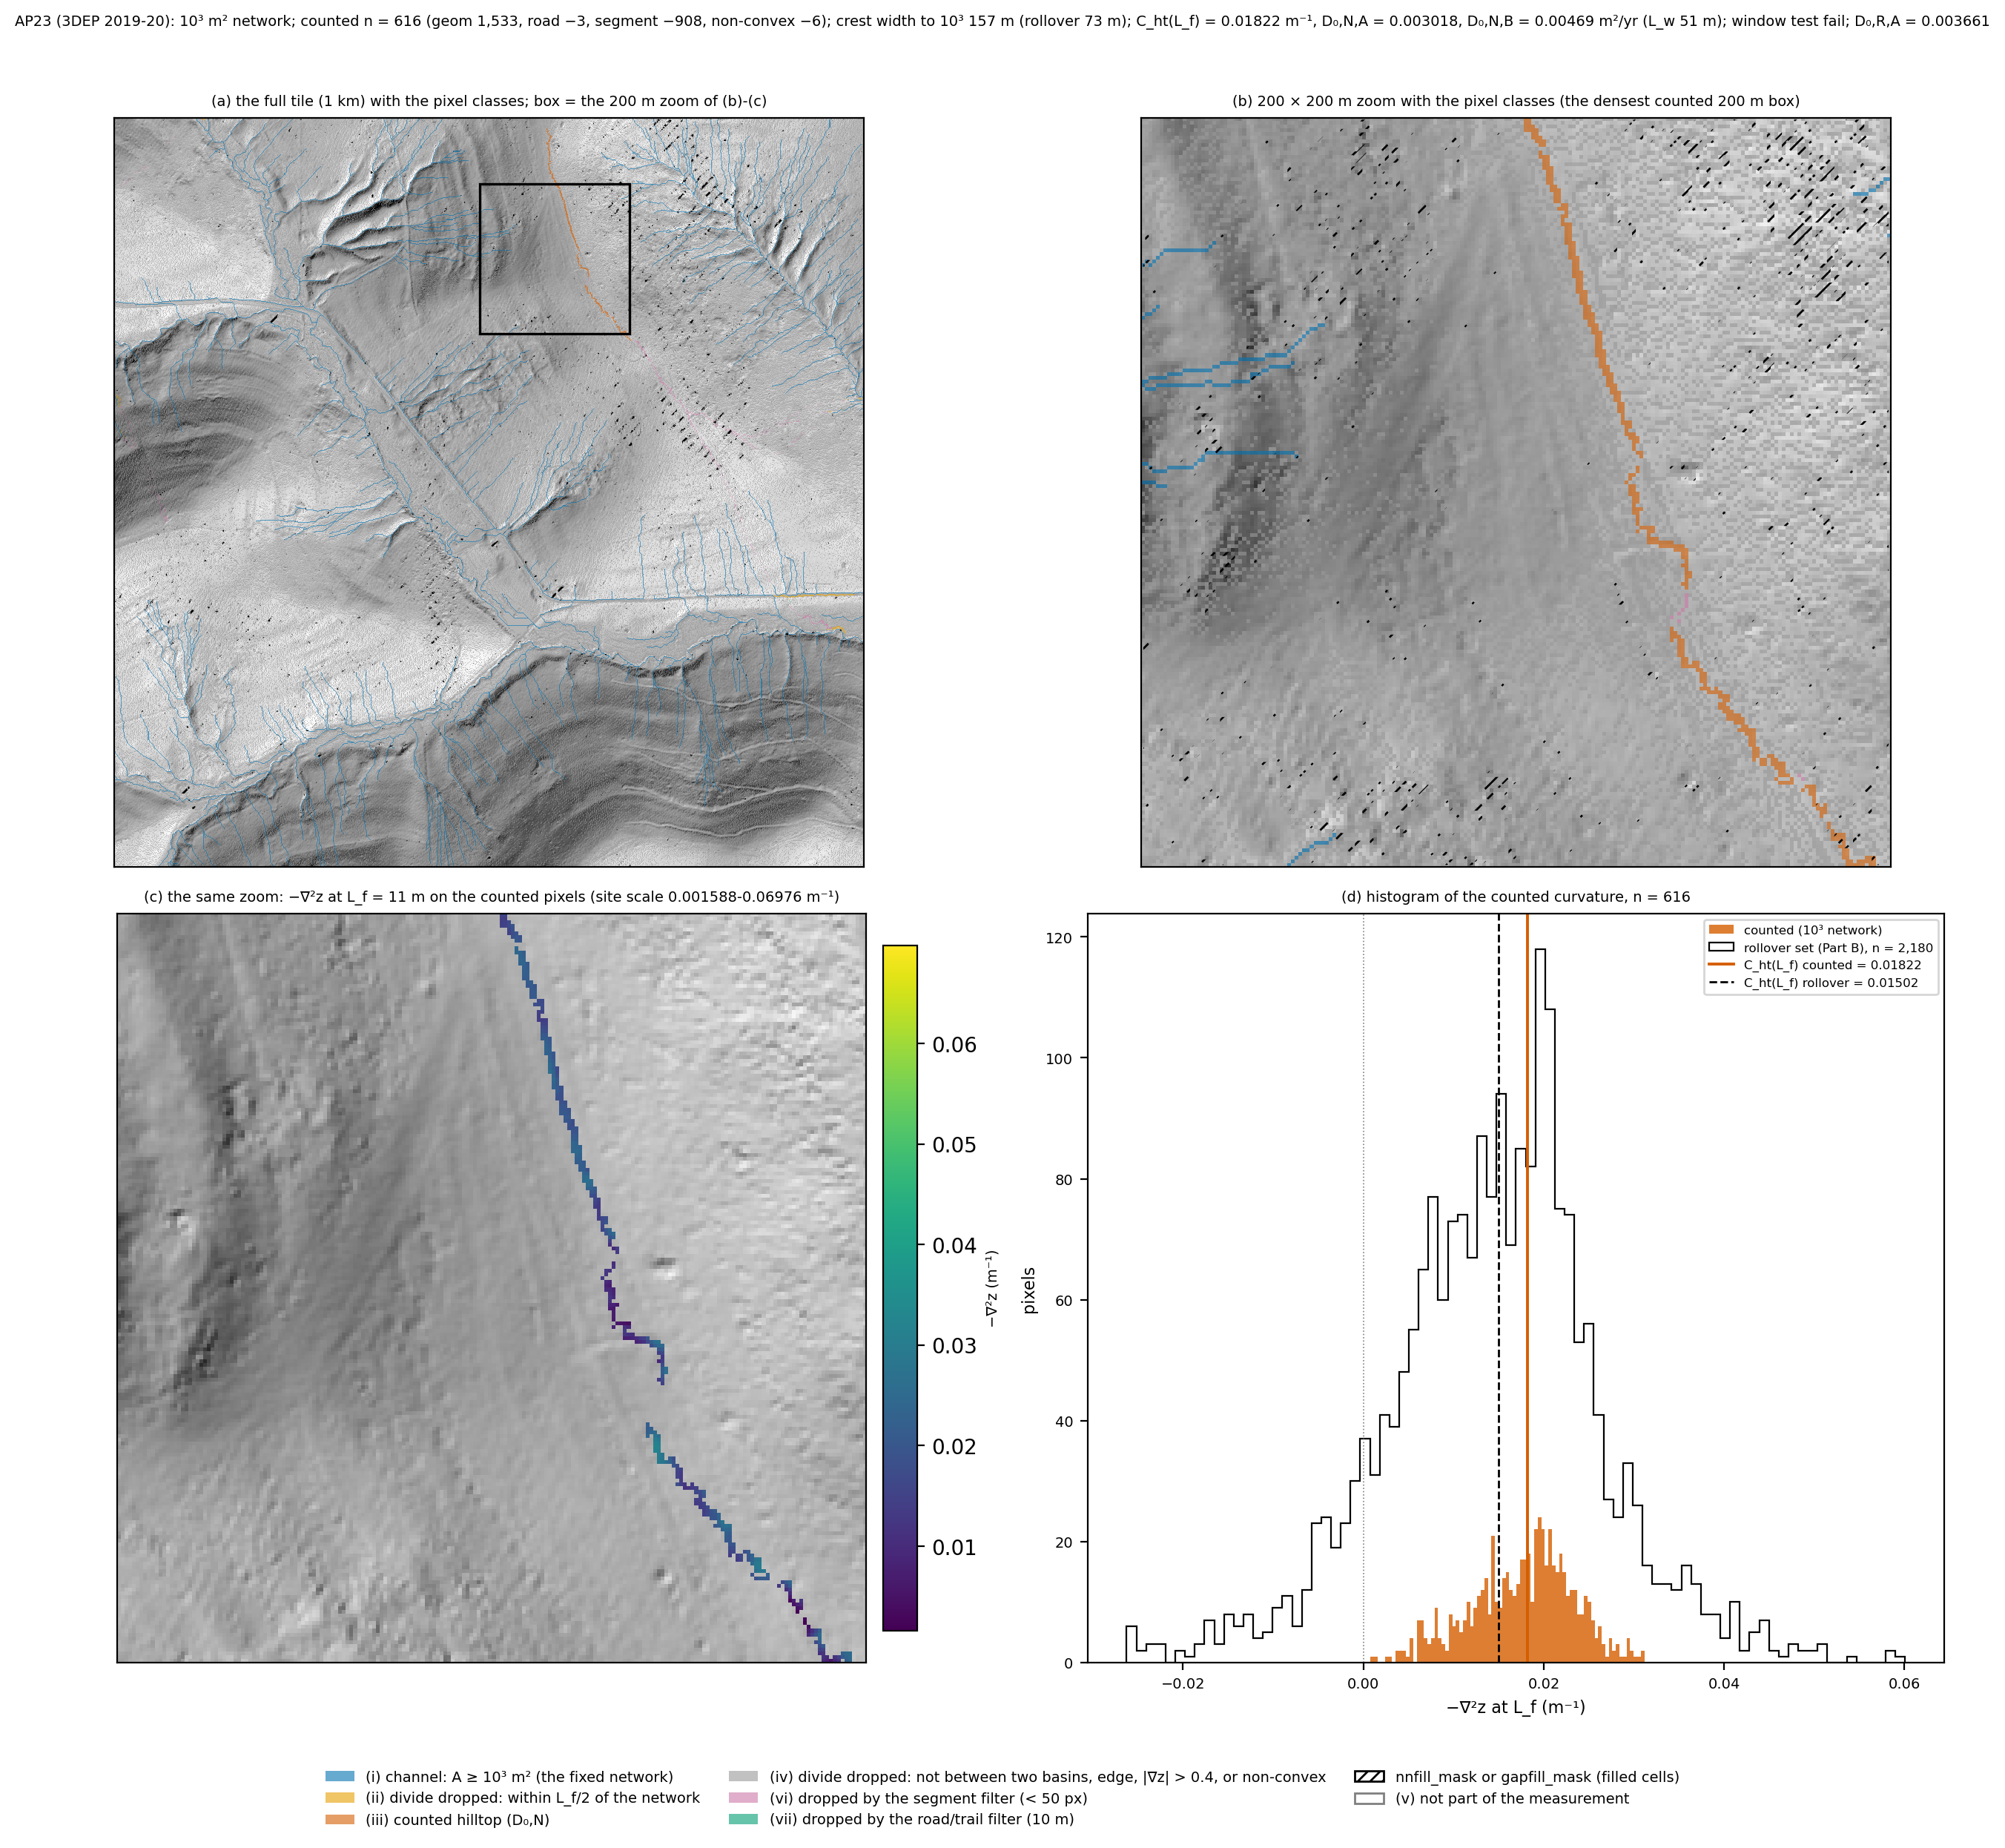 AP23 (3DEP 2019-20): 10³ m² network; counted n = 616 (geom 1,533, road −3, segment −908, non-convex −6); crest width to 10³ 157 m (rollover 73 m); C_ht(L_f) = 0.01822 m⁻¹, D₀,N,A = 0.003018, D₀,N,B = 0.00469 m²/yr (L_w 51 m); window test fail; D₀,R,A = 0.003661
(a) the full tile (1 km) with the pixel classes; box = the 200 m zoom of (b)-(c)
(b) 200 × 200 m zoom with the pixel classes (the densest counted 200 m box)
(c) the same zoom: −∇²z at L_f = 11 m on the counted pixels (site scale 0.001588-0.06976 m⁻¹)
0.06
0.05
0.04
0.03
0.02
0.01
−∇²z (m⁻¹)
(d) histogram of the counted curvature, n = 616
counted (10³ network)
rollover set (Part B), n = 2,180
C_ht(L_f) counted = 0.01822
C_ht(L_f) rollover = 0.01502
120
100
80
60
40
20
0
pixels
−0.02
0.00
0.02
0.04
0.06
−∇²z at L_f (m⁻¹)
(i) channel: A ≥ 10³ m² (the fixed network)
(ii) divide dropped: within L_f/2 of the network
(iii) counted hilltop (D₀,N)
(iv) divide dropped: not between two basins, edge, |∇z| > 0.4, or non-convex
(vi) dropped by the segment filter (< 50 px)
(vii) dropped by the road/trail filter (10 m)
nnfill_mask or gapfill_mask (filled cells)
(v) not part of the measurement